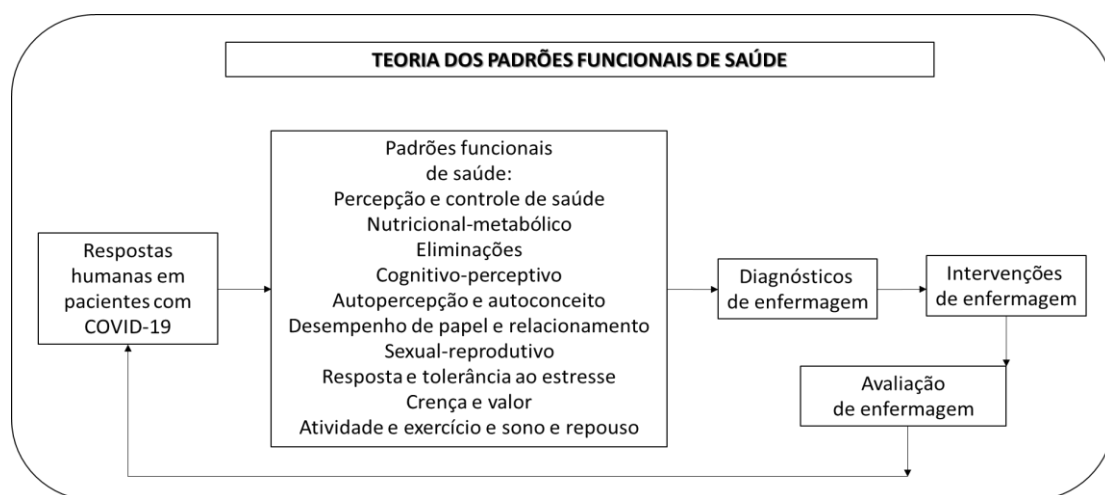 TEORIA DOS PADRÕES FUNCIONAIS DE SAÚDE
Respostas
humanas em
pacientes com
COVID-19
Padrões funcionais
de saúde:
Percepção e controle de saúde
Nutricional-metabólico
Eliminações
Cognitivo-perceptivo
Autopercepção e autoconceito
Desempenho de papel e relacionamento
Sexual-reprodutivo
Resposta e tolerância ao estresse
Crença e valor
Atividade e exercício e sono e repouso
Diagnósticos
de enfermagem
Intervenções
de enfermagem
Avaliação
de enfermagem